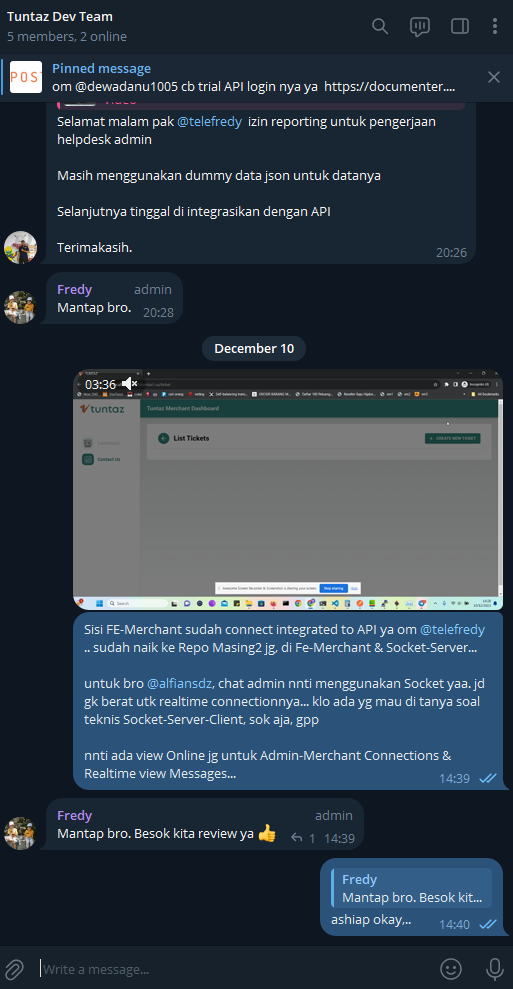 Tuntaz Dev Team
5 members, 2 online
POST
Pinned message
om @dewadanu1005 cb trial API login nya ya https://documenter....
Video
Selamat malam pak @telefredy izin reporting untuk pengerjaan
helpdesk admin
Masih menggunakan dummy data json untuk datanya
Selanjutnya tinggal di integrasikan dengan API
Terimakasih.
20:26
Fredy admin
Mantap bro. 20:28
December 10
03:36
tuntaz
Tuntaz Merchant Dashboard
List Tickets
CREATE NEW TICKET
Contact Us
Stop sharing
Search
Sisi FE-Merchant sudah connect integrated to API ya om @telefredy
.. sudah naik ke Repo Masing2 jg, di Fe-Merchant & Socket-Server...
untuk bro @alfiansdz, chat admin nnti menggunakan Socket yaa. jd
gk berat utk realtime connectionnya... klo ada yg mau di tanya soal
teknis Socket-Server-Client, sok aja, gpp
nnti ada view Online jg untuk Admin-Merchant Connections &
Realtime view Messages...
14:39
Fredy admin
Mantap bro. Besok kita review ya 👍 1 14:39
Fredy
Mantap bro. Besok kit...
ashiap okay,.. 14:40
Write a message...